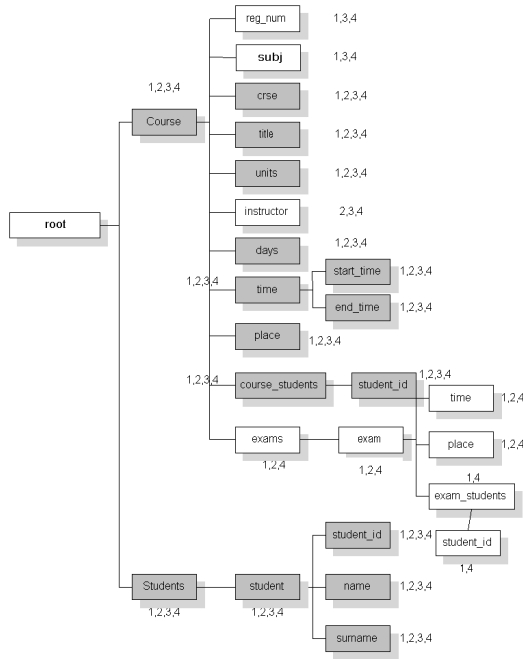 reg_num 1,3,4
subj 1,3,4
1,2,3,4
crse 1,2,3,4
Course
title 1,2,3,4
units 1,2,3,4
instructor 2,3,4
root
days 1,2,3,4
start_time 1,2,3,4
1,2,3,4
time
end_time 1,2,3,4
place 1,2,3,4
1,2,3,4
1,2,3,4
course_students student_id
time 1,2,4
exams exam place 1,2,4
1,2,4 1,2,4
1,4
exam_students
student_id 1,2,3,4
student_id
1,4
Students student name 1,2,3,4
1,2,3,4 1,2,3,4
surname 1,2,3,4